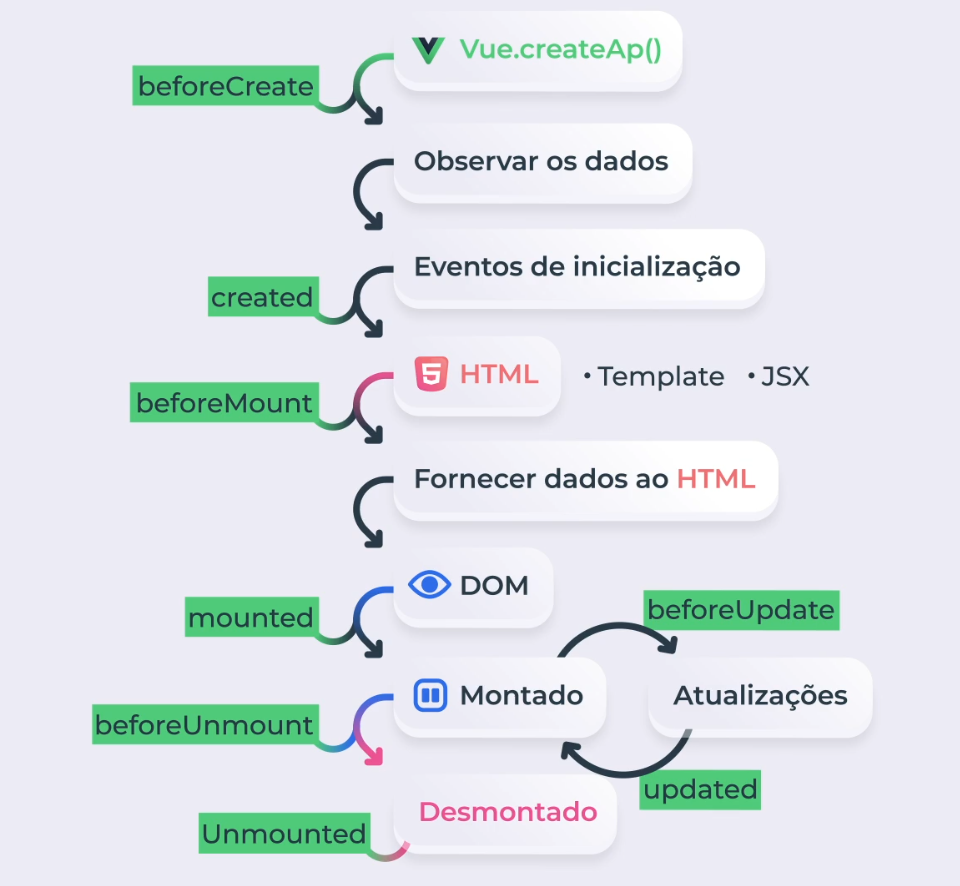 Vue.createAp()
beforeCreate
Observar os dados
Eventos de inicialização
created
HTML • Template • JSX
beforeMount
Fornecer dados ao HTML
DOM
mounted
beforeUpdate
Montado
Atualizações
beforeUnmount
updated
Desmontado
Unmounted